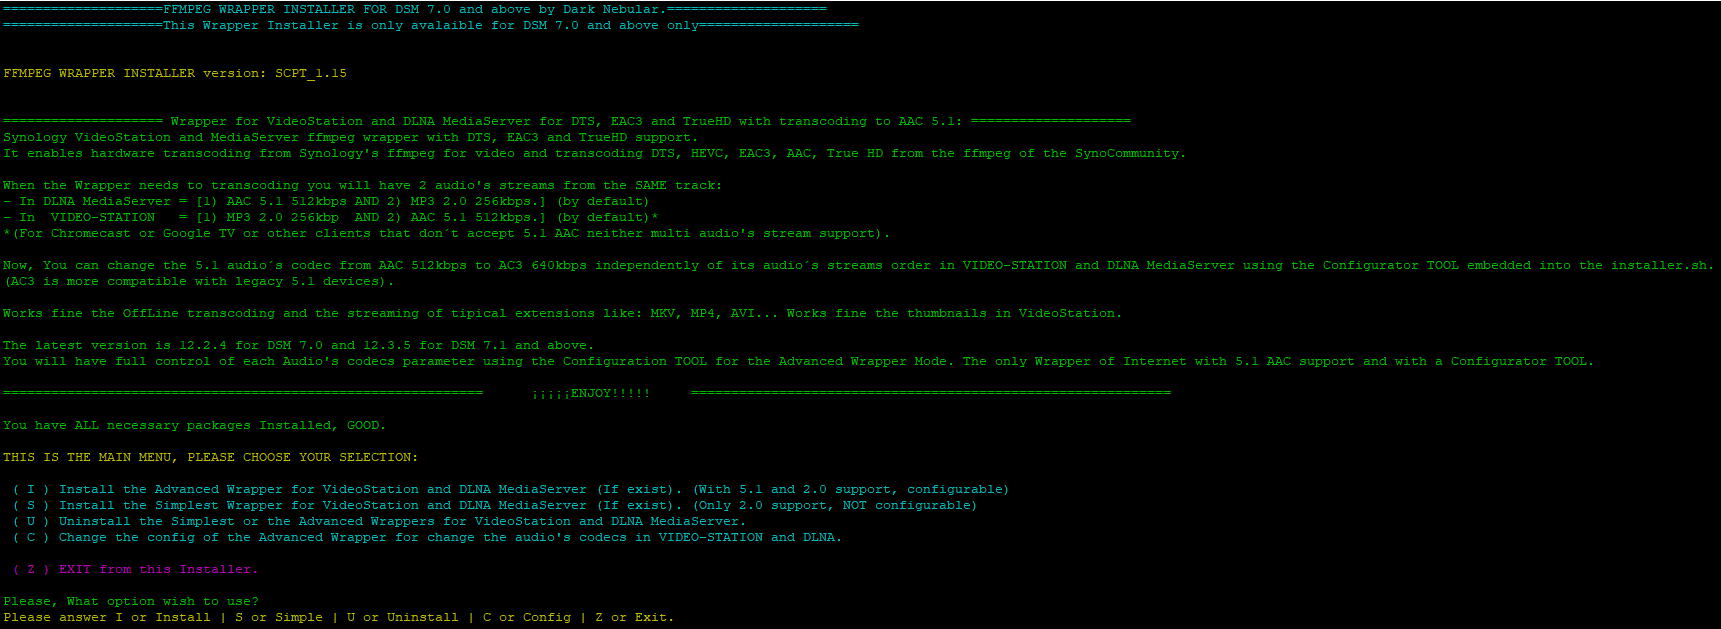 ====================FFMPEG WRAPPER INSTALLER FOR DSM 7.0 and above by Dark Nebular.====================
====================This Wrapper Installer is only avalaible for DSM 7.0 and above only====================
FFMPEG WRAPPER INSTALLER version: SCPT_1.15
==================== Wrapper for VideoStation and DLNA MediaServer for DTS, EAC3 and TrueHD with transcoding to AAC 5.1: ====================
Synology VideoStation and MediaServer ffmpeg wrapper with DTS, EAC3 and TrueHD support.
It enables hardware transcoding from Synology's ffmpeg for video and transcoding DTS, HEVC, EAC3, AAC, True HD from the ffmpeg of the SynoCommunity.
When the Wrapper needs to transcoding you will have 2 audio's streams from the SAME track:
- In DLNA MediaServer = [1) AAC 5.1 512kbps AND 2) MP3 2.0 256kbps.] (by default)
- In  VIDEO-STATION   = [1) MP3 2.0 256kbp  AND 2) AAC 5.1 512kbps.] (by default)*
*(For Chromecast or Google TV or other clients that don´t accept 5.1 AAC neither multi audio's stream support).
Now, You can change the 5.1 audio´s codec from AAC 512kbps to AC3 640kbps independently of its audio´s streams order in VIDEO-STATION and DLNA MediaServer using the Configurator TOOL embedded into the installer.sh.
(AC3 is more compatible with legacy 5.1 devices).
Works fine the OffLine transcoding and the streaming of tipical extensions like: MKV, MP4, AVI... Works fine the thumbnails in VideoStation.
The latest version is 12.2.4 for DSM 7.0 and 12.3.5 for DSM 7.1 and above.
You will have full control of each Audio's codecs parameter using the Configuration TOOL for the Advanced Wrapper Mode. The only Wrapper of Internet with 5.1 AAC support and with a Configurator TOOL.
============================================================      ¡¡¡¡¡ENJOY!!!!!     ============================================================
You have ALL necessary packages Installed, GOOD.
THIS IS THE MAIN MENU, PLEASE CHOOSE YOUR SELECTION:
( I ) Install the Advanced Wrapper for VideoStation and DLNA MediaServer (If exist). (With 5.1 and 2.0 support, configurable)
( S ) Install the Simplest Wrapper for VideoStation and DLNA MediaServer (If exist). (Only 2.0 support, NOT configurable)
( U ) Uninstall the Simplest or the Advanced Wrappers for VideoStation and DLNA MediaServer.
( C ) Change the config of the Advanced Wrapper for change the audio's codecs in VIDEO-STATION and DLNA.
( Z ) EXIT from this Installer.
Please, What option wish to use?
Please answer I or Install | S or Simple | U or Uninstall | C or Config | Z or Exit.